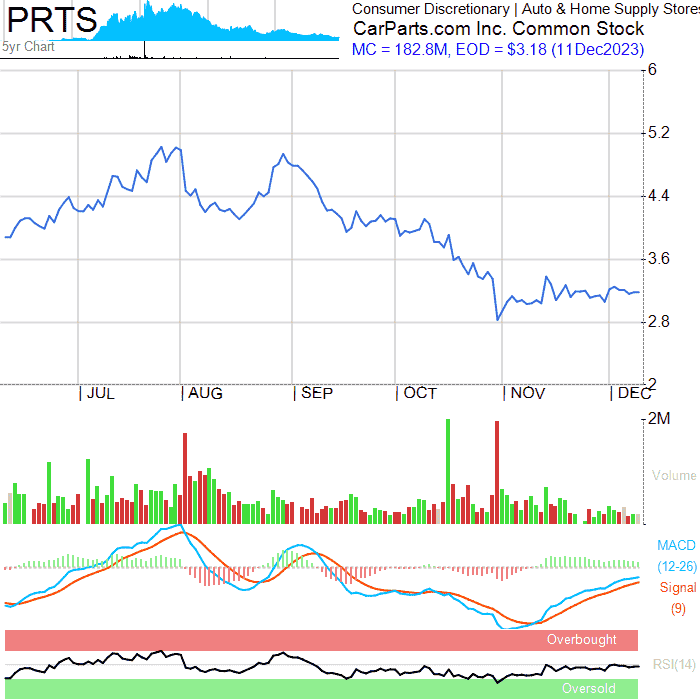 PRTS
5yr Chart
Consumer Discretionary | Auto & Home Supply Stores
CarParts.com Inc. Common Stock
MC = 182.8M, EOD = $3.18 (11Dec2023)
6
5.2
4.4
3.6
2.8
2
| JUL | AUG | SEP | OCT | NOV | DEC
2M
Volume
MACD
(12-26)
Signal
(9)
Overbought
RSI(14)
Oversold